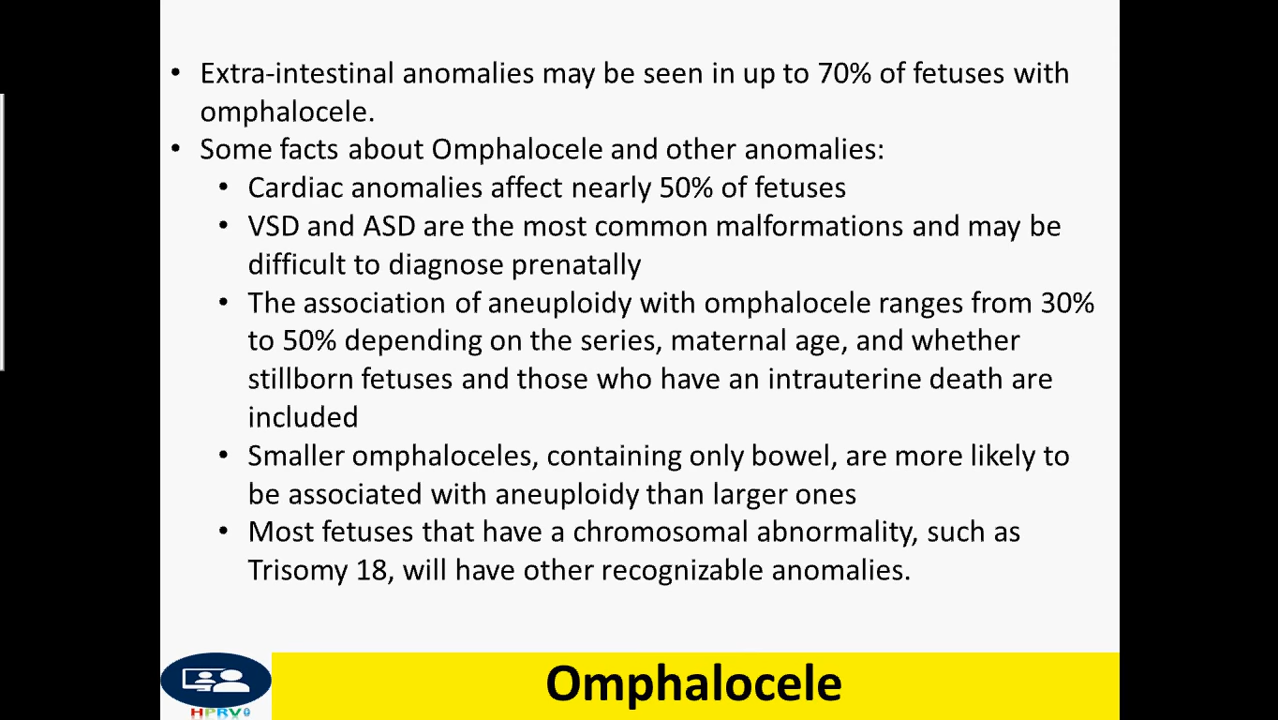 • Extra-intestinal anomalies may be seen in up to 70% of fetuses with
omphalocele.
• Some facts about Omphalocele and other anomalies:
• Cardiac anomalies affect nearly 50% of fetuses
• VSD and ASD are the most common malformations and may be
difficult to diagnose prenatally
• The association of aneuploidy with omphalocele ranges from 30%
to 50% depending on the series, maternal age, and whether
stillborn fetuses and those who have an intrauterine death are
included
• Smaller omphaloceles, containing only bowel, are more likely to
be associated with aneuploidy than larger ones
• Most fetuses that have a chromosomal abnormality, such as
Trisomy 18, will have other recognizable anomalies.
Omphalocele